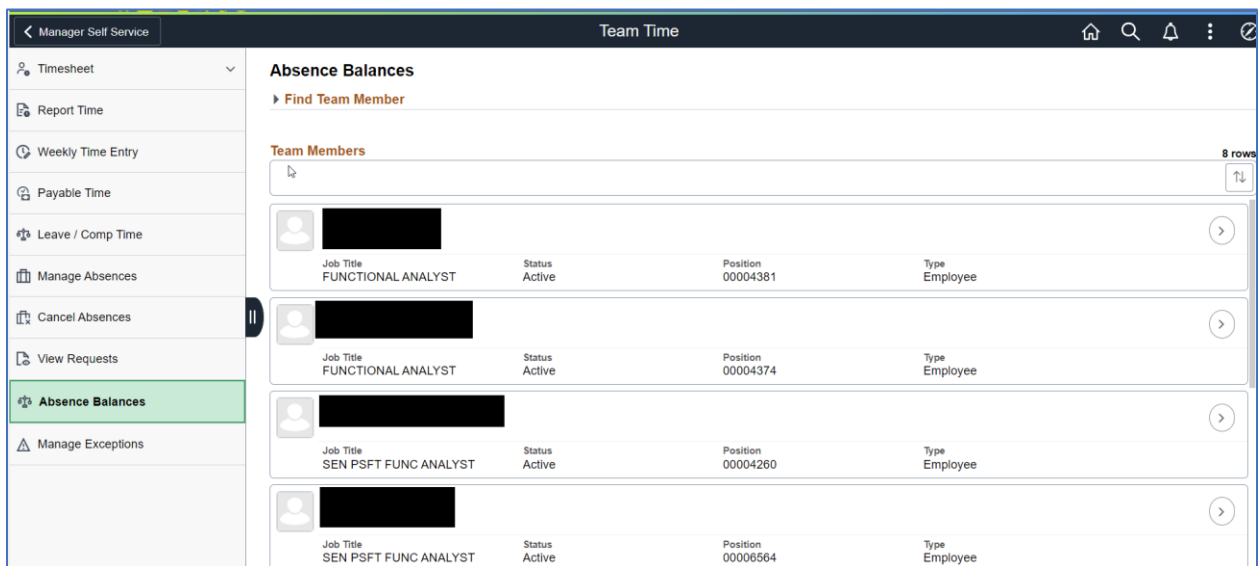 Manager Self Service
Team Time
Timesheet
Report Time
Weekly Time Entry
Payable Time
Leave / Comp Time
Manage Absences
Cancel Absences
View Requests
Absence Balances
Manage Exceptions
Absence Balances
Find Team Member
Team Members
8 rows
Job Title Status Position Type
FUNCTIONAL ANALYST Active 00004381 Employee
Job Title Status Position Type
FUNCTIONAL ANALYST Active 00004374 Employee
Job Title Status Position Type
SEN PSFT FUNC ANALYST Active 00004260 Employee
Job Title Status Position Type
SEN PSFT FUNC ANALYST Active 00006564 Employee